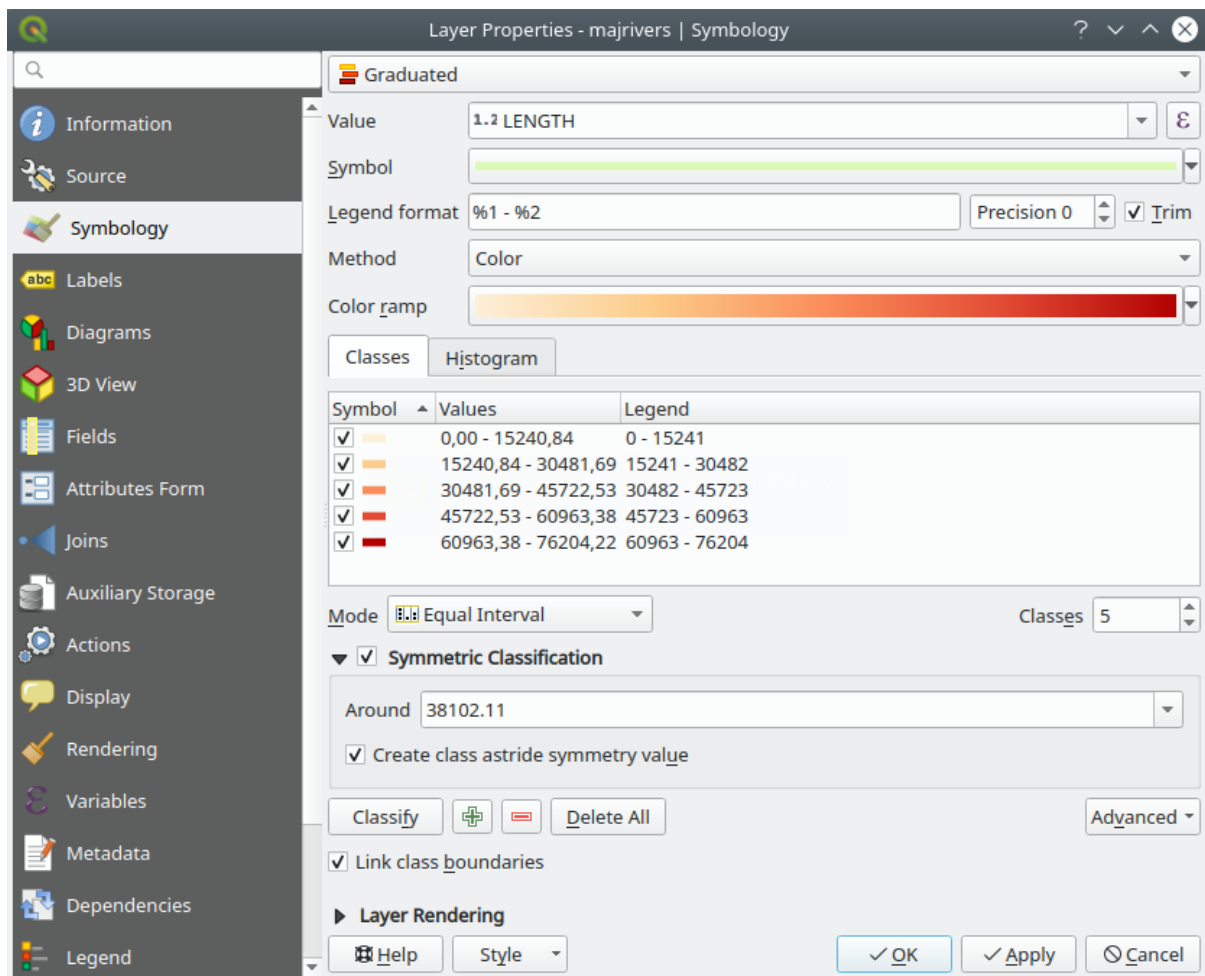 Layer Properties - majrivers | Symbology
Information
Source
Symbology
Labels
Diagrams
3D View
Fields
Attributes Form
Joins
Auxiliary Storage
Actions
Display
Rendering
Variables
Metadata
Dependencies
Legend
Graduated
Value 1.2 LENGTH ε
Symbol
Legend format %1 - %2 Precision 0 Trim
Method Color
Color ramp
Classes Histogram
Symbol Values Legend
0,00 - 15240,84 0 - 15241
15240,84 - 30481,69 15241 - 30482
30481,69 - 45722,53 30482 - 45723
45722,53 - 60963,38 45723 - 60963
60963,38 - 76204,22 60963 - 76204
Mode Equal Interval Classes 5
Symmetric Classification
Around 38102.11
Create class astride symmetry value
Classify Delete All Advanced
Link class boundaries
Layer Rendering
Help Style OK Apply Cancel